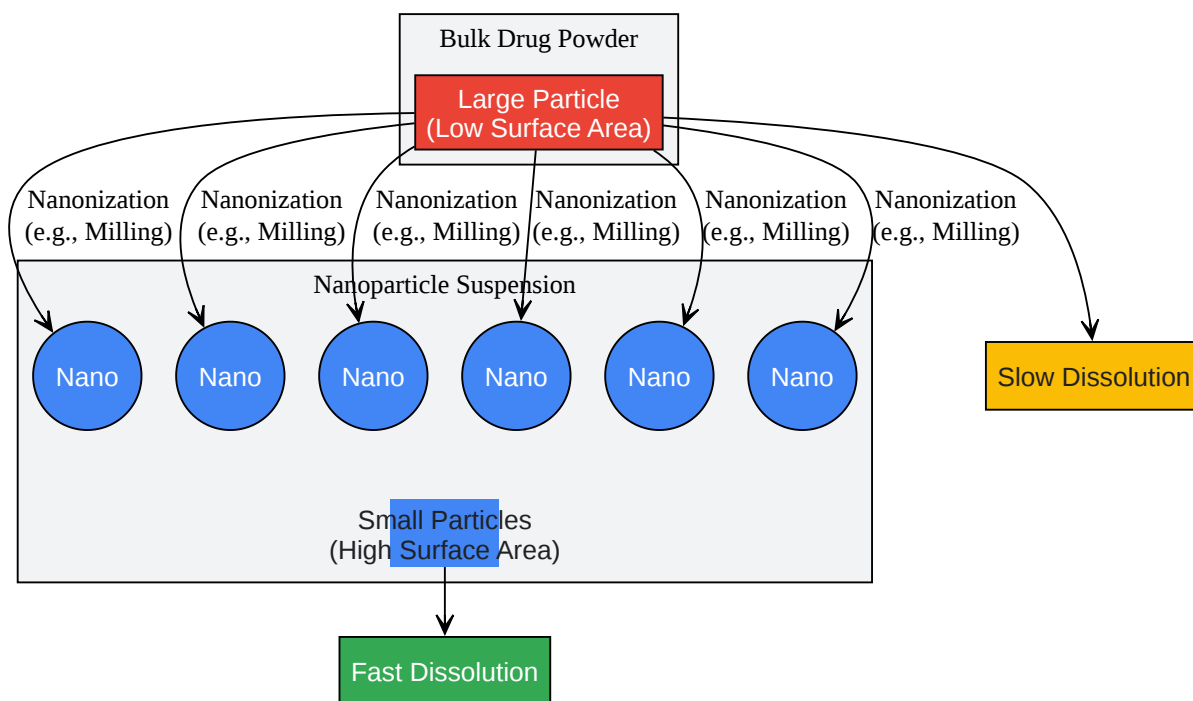 Bulk Drug Powder
Large Particle
(Low Surface Area)
Nanonization
(e.g., Milling)
Nanonization
(e.g., Milling)
Nanonization
(e.g., Milling)
Nanonization
(e.g., Milling)
Nanonization
(e.g., Milling)
Nanonization
(e.g., Milling)
Nanoparticle Suspension
Nano
Nano
Nano
Nano
Nano
Nano
Slow Dissolution
Small Particles
(High Surface Area)
Fast Dissolution